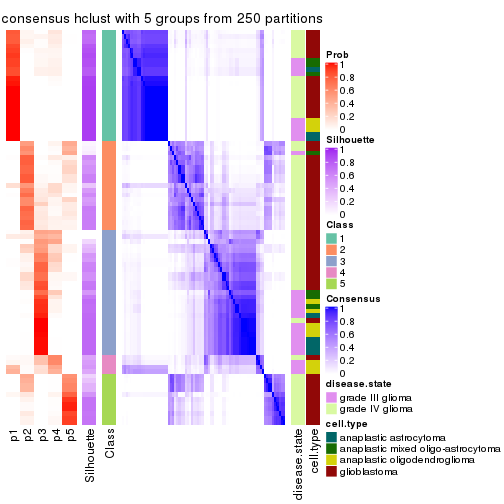 consensus hclust with 5 groups from 250 partitions
Prob
1
0.8
0.6
0.4
0.2
0
Silhouette
1
0.8
0.6
0.4
0.2
0
Class
1
2
3
4
5
Consensus
1
0.8
0.6
0.4
0.2
0
disease.state
grade III glioma
grade IV glioma
cell.type
anaplastic astrocytoma
anaplastic mixed oligo-astrocytoma
anaplastic oligodendroglioma
glioblastoma
p1
p2
p3
p4
p5
Silhouette
Class
disease.state
cell.type